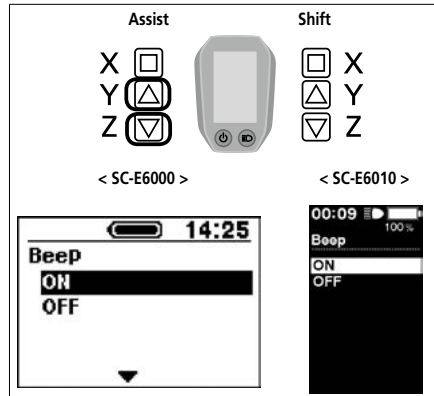 Assist Shift
X X
Y Y
Z Z
< SC-E6000 > < SC-E6010 >
14:25
Beep
ON
OFF
00:09
100%
Beep
ON
OFF